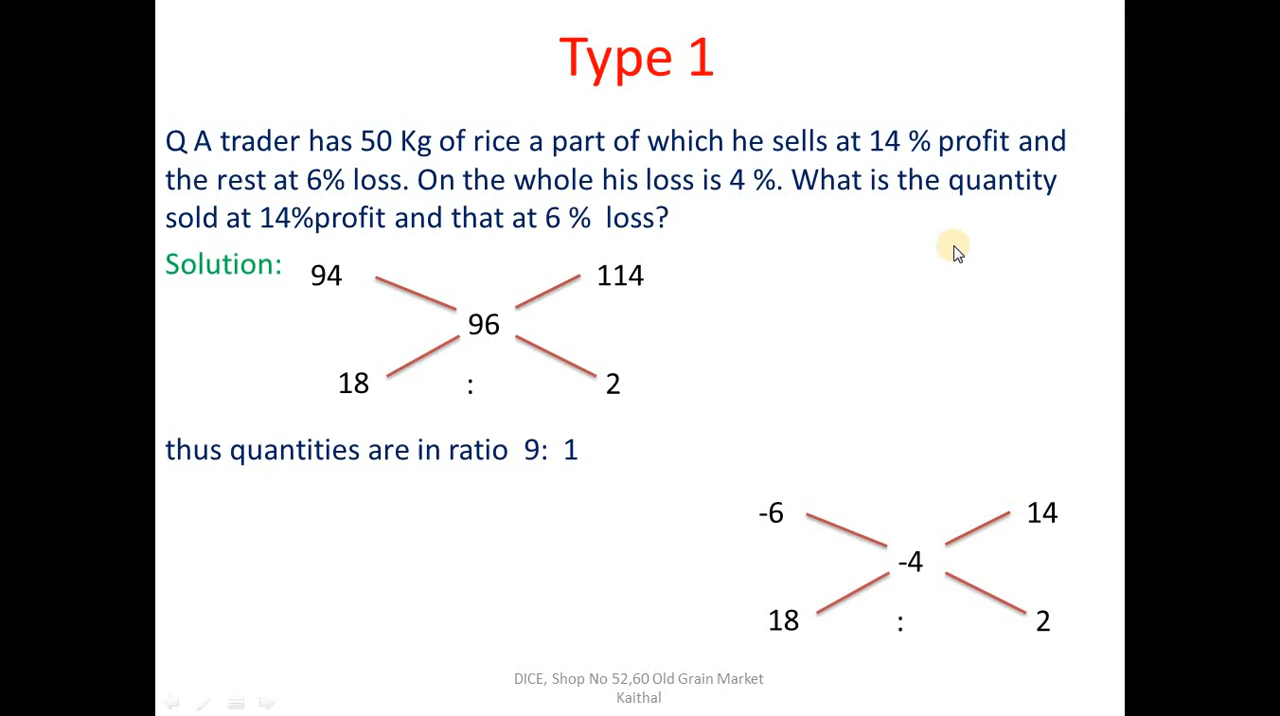 Type 1
Q A trader has 50 Kg of rice a part of which he sells at 14 % profit and
the rest at 6% loss. On the whole his loss is 4 %. What is the quantity
sold at 14%profit and that at 6 % loss?
Solution:
94 114
96
18 : 2
thus quantities are in ratio 9: 1
-6 14
-4
18 : 2
DICE, Shop No 52,60 Old Grain Market
Kaithal